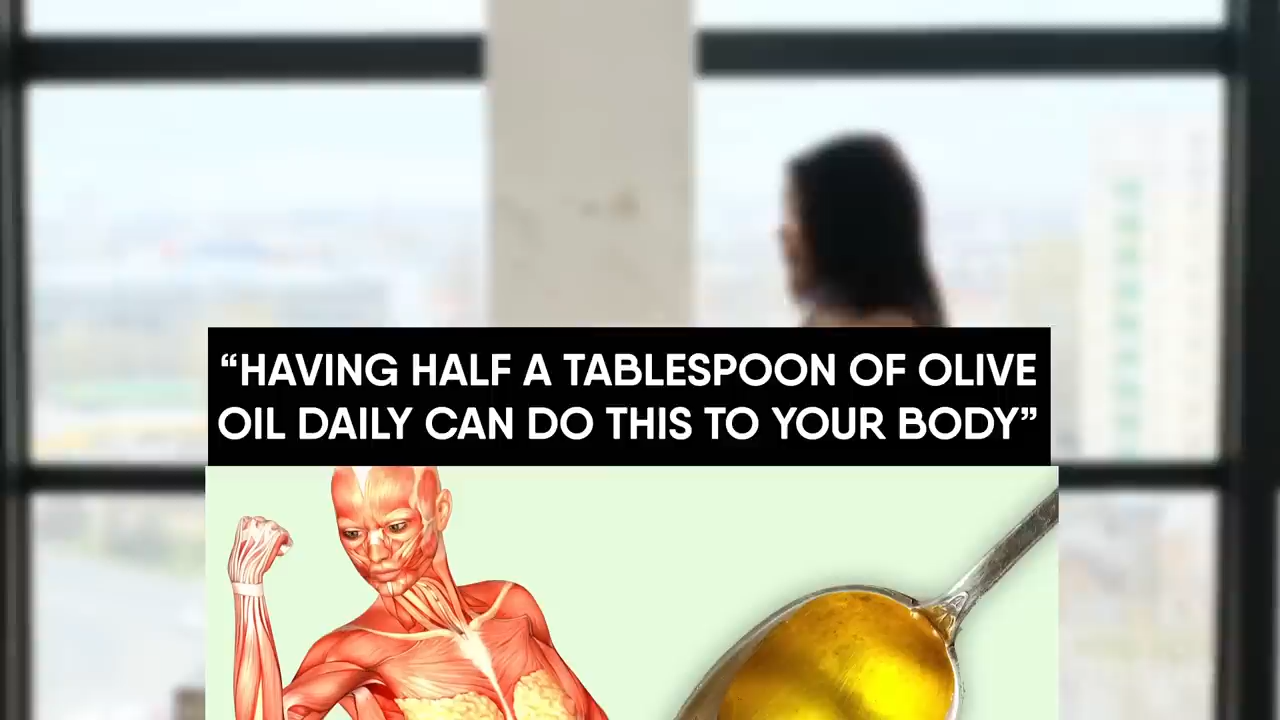 “HAVING HALF A TABLESPOON OF OLIVE
OIL DAILY CAN DO THIS TO YOUR BODY”